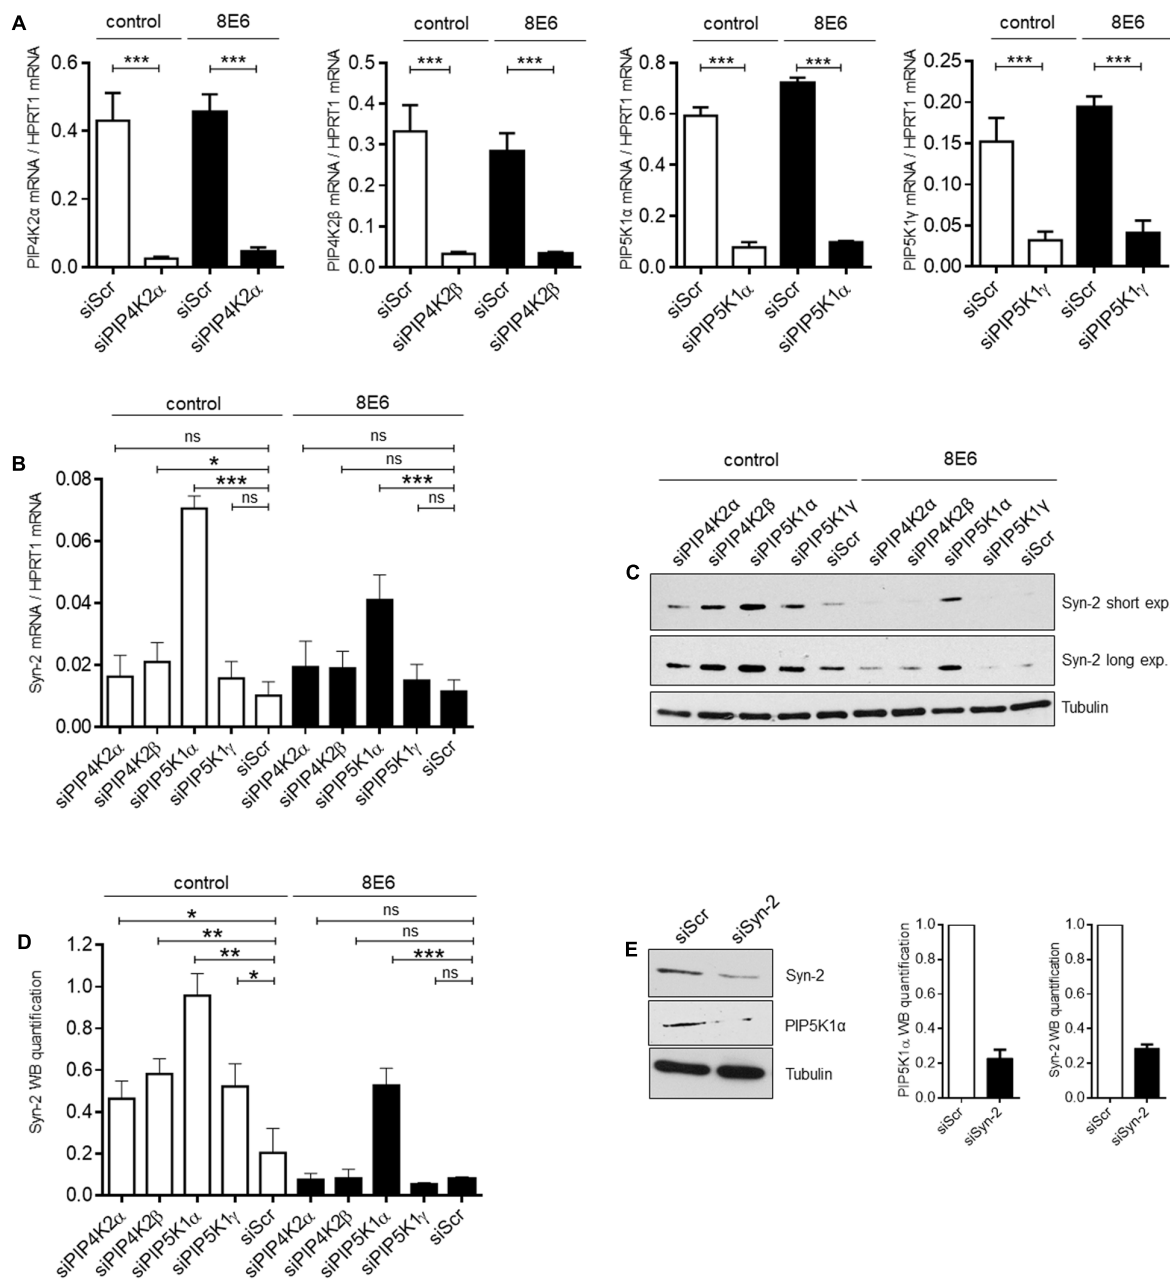 A
control 8E6
PIP4K2α mRNA / HPRT1 mRNA
*** ***
0.6
0.4
0.2
0.0
siScr
siPIP4K2α
siScr
siPIP4K2α
control 8E6
PIP4K2β mRNA / HPRT1 mRNA
*** ***
0.5
0.4
0.3
0.2
0.1
0.0
siScr
siPIP4K2β
siScr
siPIP4K2β
control 8E6
PIP5K1α mRNA / HPRT1 mRNA
*** ***
0.8
0.6
0.4
0.2
0.0
siScr
siPIP5K1α
siScr
siPIP5K1α
control 8E6
PIP5K1γ mRNA / HPRT1 mRNA
*** ***
0.25
0.20
0.15
0.10
0.05
0.00
siScr
siPIP5K1γ
siScr
siPIP5K1γ
B
control 8E6
ns ns
* ns
*** ***
ns ns
Syn-2 mRNA / HPRT1 mRNA
0.08
0.06
0.04
0.02
0.00
siPIP4K2α
siPIP4K2β
siPIP5K1α
siPIP5K1γ
siScr
siPIP4K2α
siPIP4K2β
siPIP5K1α
siPIP5K1γ
siScr
C
control 8E6
siPIP4K2α
siPIP4K2β
siPIP5K1α
siPIP5K1γ
siScr
siPIP4K2α
siPIP4K2β
siPIP5K1α
siPIP5K1γ
siScr
Syn-2 short exp
Syn-2 long exp.
Tubulin
D
control 8E6
* ns
** ns
** ***
* ns
Syn-2 WB quantification
1.2
1.0
0.8
0.6
0.4
0.2
0.0
siPIP4K2α
siPIP4K2β
siPIP5K1α
siPIP5K1γ
siScr
siPIP4K2α
siPIP4K2β
siPIP5K1α
siPIP5K1γ
siScr
E
siScr
siSyn-2
Syn-2
PIP5K1α
Tubulin
PIP5K1α WB quantification
1.0
0.8
0.6
0.4
0.2
0.0
siScr
siSyn-2
Syn-2 WB quantification
1.0
0.8
0.6
0.4
0.2
0.0
siScr
siSyn-2